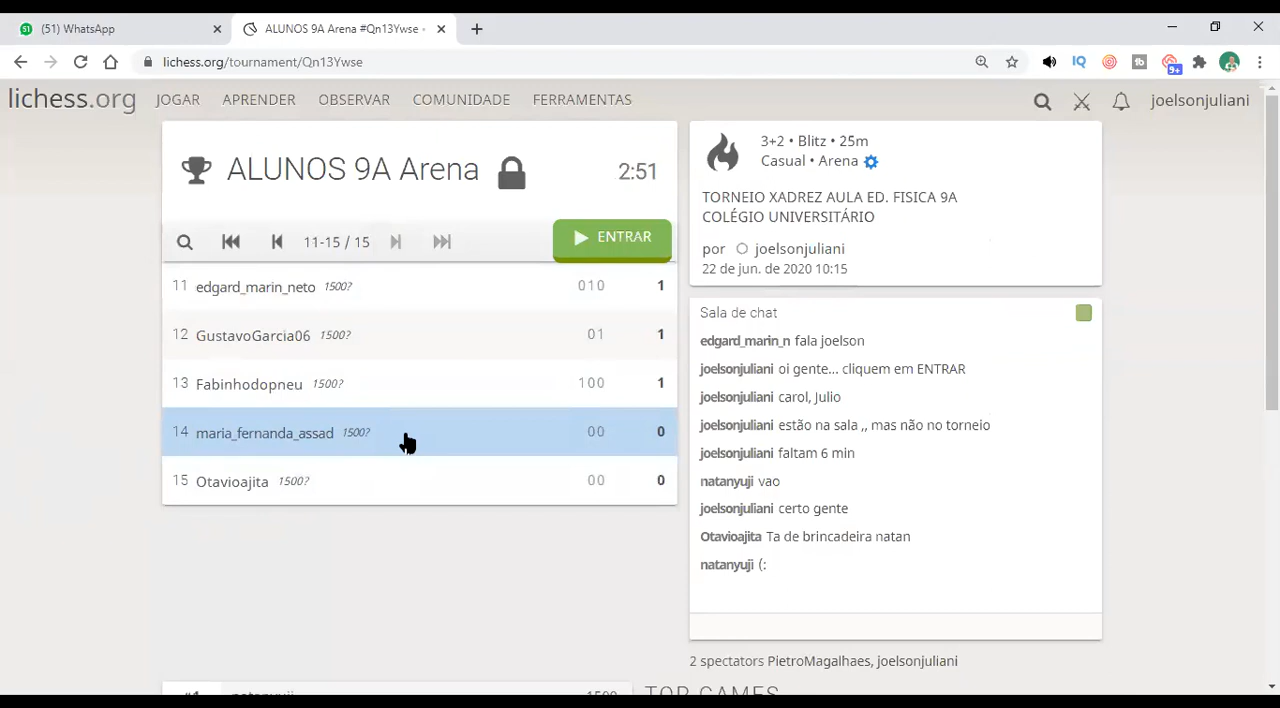 (51) WhatsApp
ALUNOS 9A Arena #Qn13Ywse
lichess.org/tournament/Qn13Ywse
lichess.org JOGAR APRENDER OBSERVAR COMUNIDADE FERRAMENTAS joelsonjuliani
ALUNOS 9A Arena 2:51
11-15 / 15 ENTRAR
11 edgard_marin_neto 1500? 010 1
12 GustavoGarcia06 1500? 01 1
13 Fabinhodopneu 1500? 100 1
14 maria_fernanda_assad 1500? 00 0
15 Otavioajita 1500? 00 0
3+2 • Blitz • 25m
Casual • Arena
TORNEIO XADREZ AULA ED. FISICA 9A
COLÉGIO UNIVERSITÁRIO
por joelsonjuliani
22 de jun. de 2020 10:15
Sala de chat
edgard_marin_n fala joelson
joelsonjuliani oi gente... cliquem em ENTRAR
joelsonjuliani carol, Julio
joelsonjuliani estão na sala ,, mas não no torneio
joelsonjuliani faltam 6 min
natanyuji vao
joelsonjuliani certo gente
Otavioajita Ta de brincadeira natan
natanyuji (:
2 spectators PietroMagalhaes, joelsonjuliani
TOP GAMES